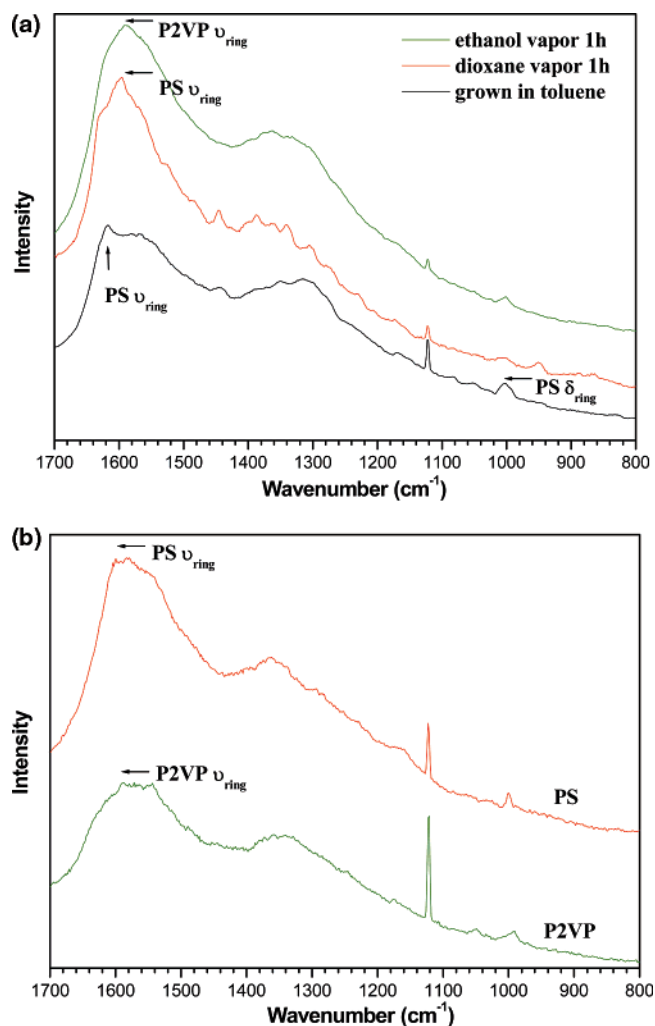 (a)
P2VP υring
PS υring
ethanol vapor 1h
dioxane vapor 1h
grown in toluene
PS υring
PS δring
Intensity
1700 1600 1500 1400 1300 1200 1100 1000 900 800
Wavenumber (cm-1)
(b)
PS υring
P2VP υring
PS
P2VP
Intensity
1700 1600 1500 1400 1300 1200 1100 1000 900 800
Wavenumber (cm-1)